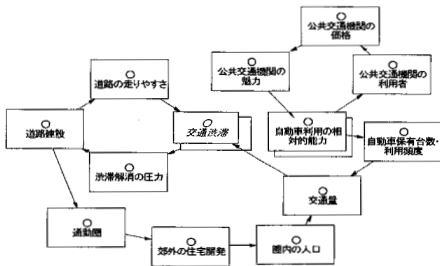 公共交通機関の
価格
道路の走りやすさ
公共交通機関の
魅力
公共交通機関の
利用者
道路建設
交通渋滞
自動車利用の相
対的能力
自動車保有台数・
利用頻度
渋滞解消の圧力
交通量
通勤圏
郊外の住宅開発
圏内の人口